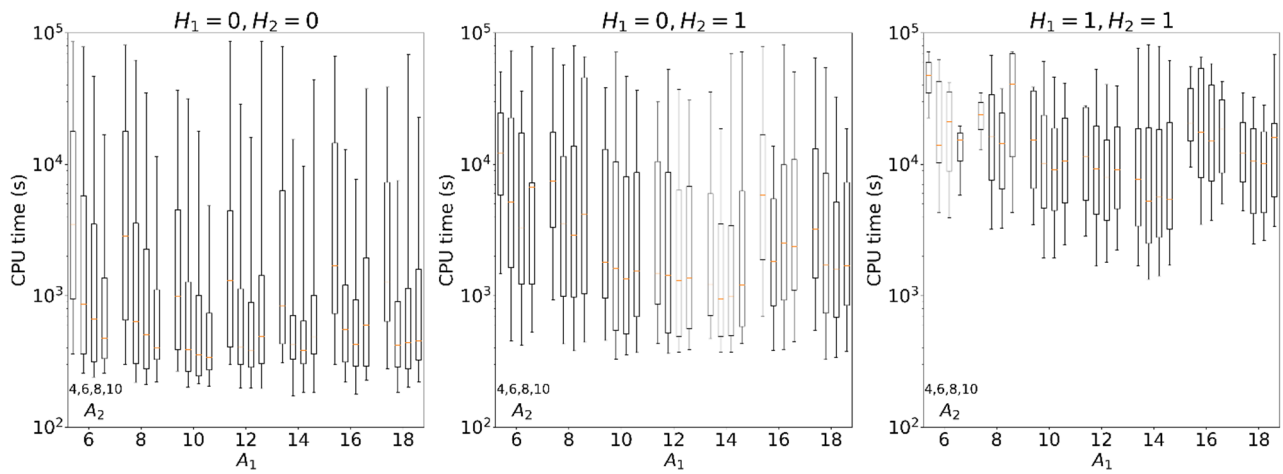 H₁ = 0, H₂ = 0
CPU time (s)
10⁵
10⁴
10³
10²
4,6,8,10
A₂
6 8 10 12 14 16 18
A₁
H₁ = 0, H₂ = 1
CPU time (s)
10⁵
10⁴
10³
10²
4,6,8,10
A₂
6 8 10 12 14 16 18
A₁
H₁ = 1, H₂ = 1
CPU time (s)
10⁵
10⁴
10³
10²
4,6,8,10
A₂
6 8 10 12 14 16 18
A₁